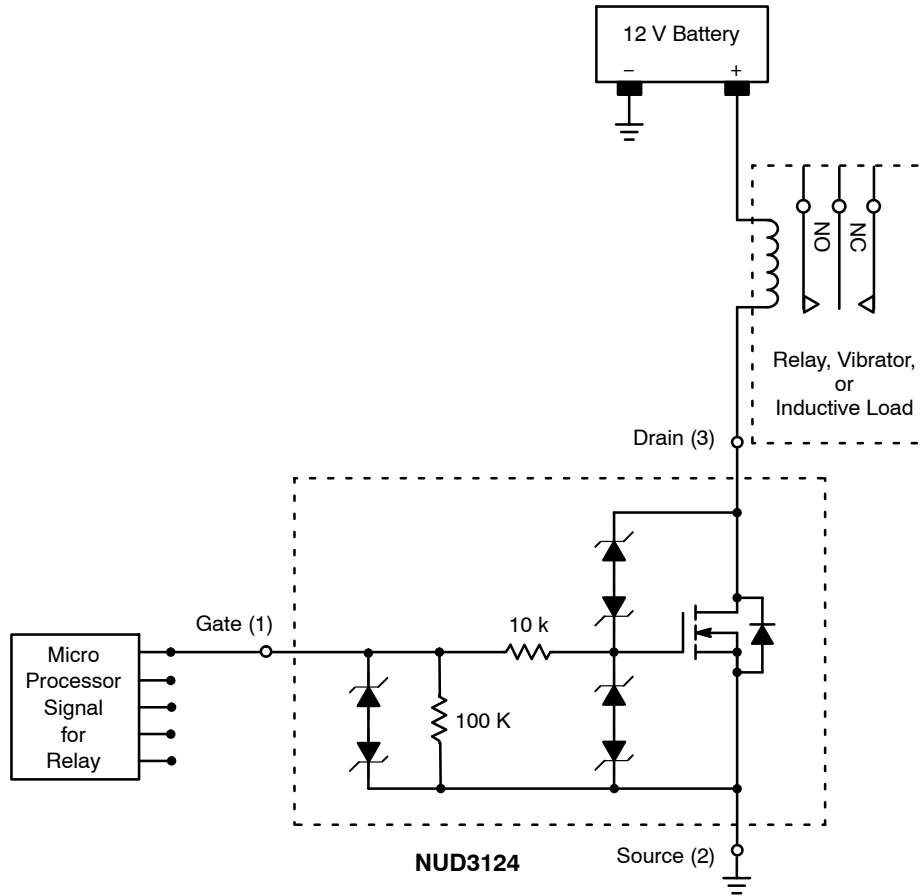 12 V Battery
– +
NO
NC
Relay, Vibrator,
or
Inductive Load
Drain (3)
Gate (1)
10 k
100 K
Micro
Processor
Signal
for
Relay
Source (2)
NUD3124